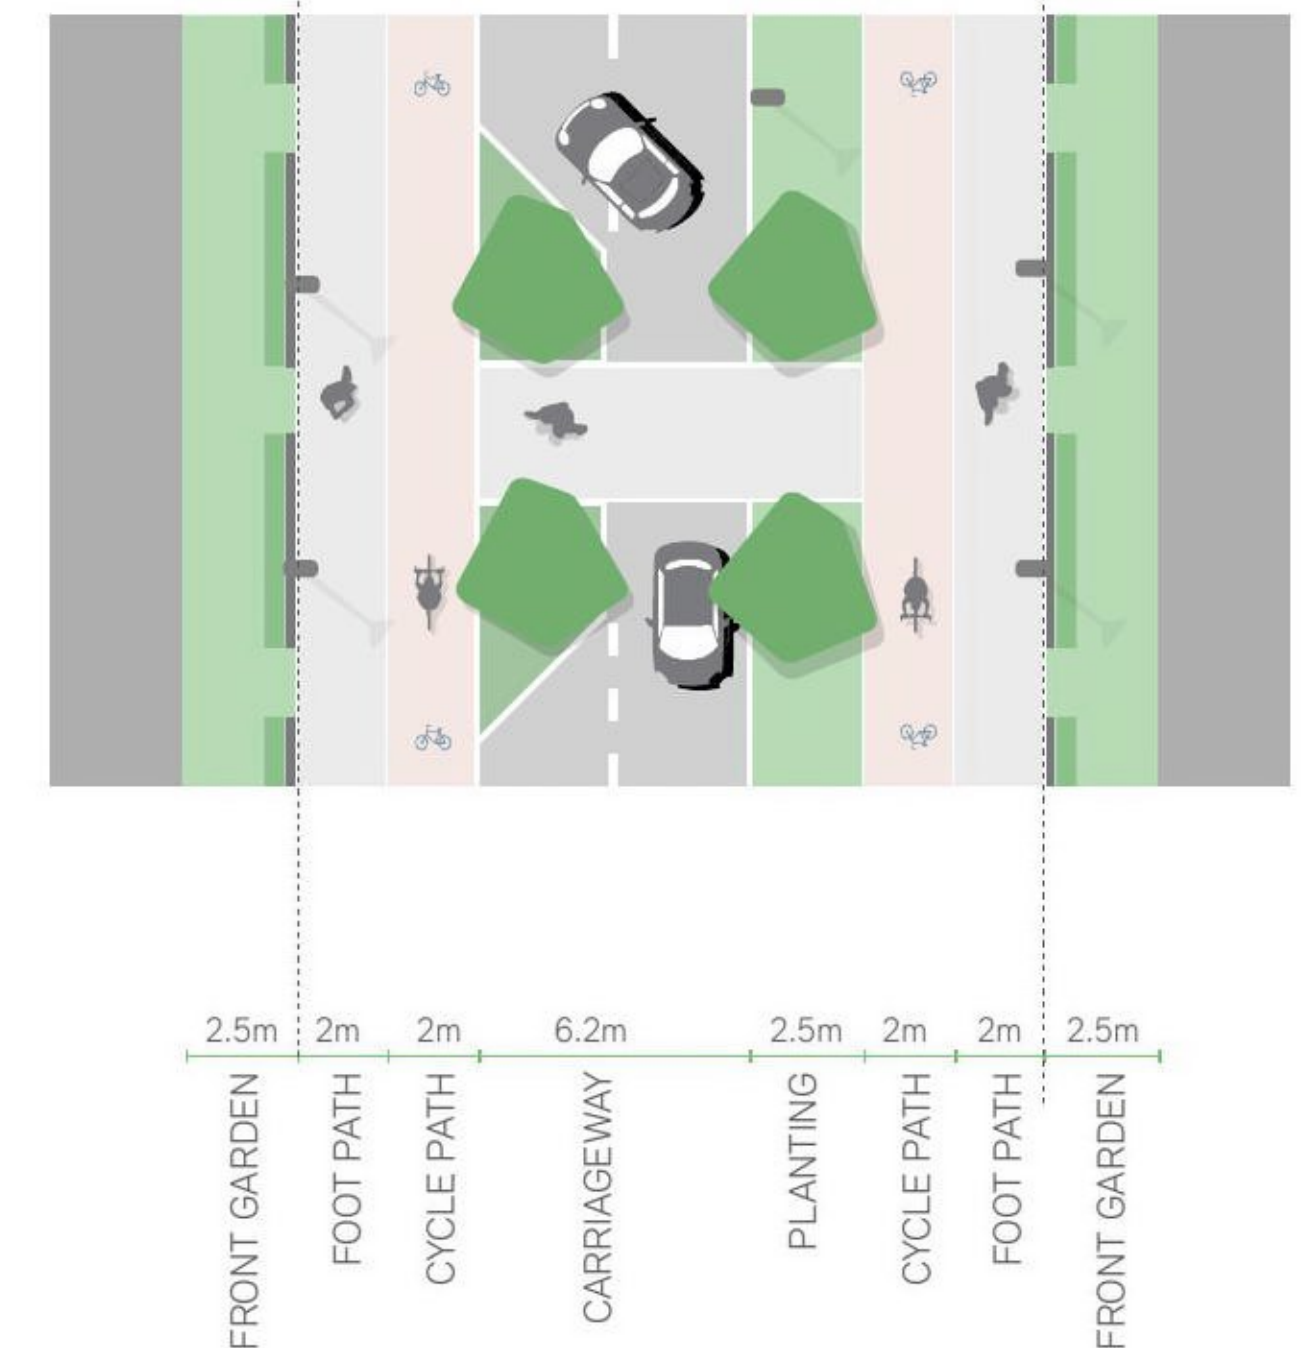 2.5m
2m
2m
6.2m
2.5m
2m
2m
2.5m
FRONT GARDEN
FOOT PATH
CYCLE PATH
CARRIAGEWAY
PLANTING
CYCLE PATH
FOOT PATH
FRONT GARDEN